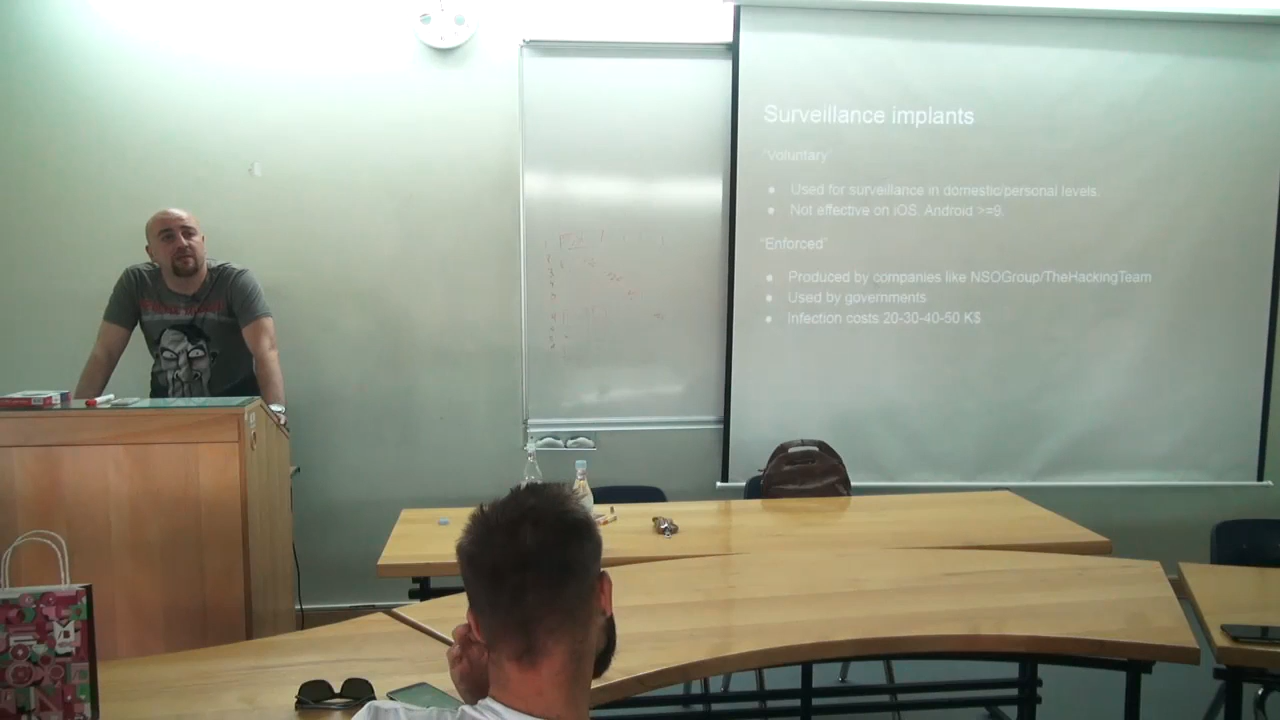 Surveillance implants
"Voluntary"
Used for surveillance in domestic/personal levels.
Not effective on iOS. Android >=9.
"Enforced"
Produced by companies like NSOGroup/TheHackingTeam
Used by governments
Infection costs 20-30-40-50 K$